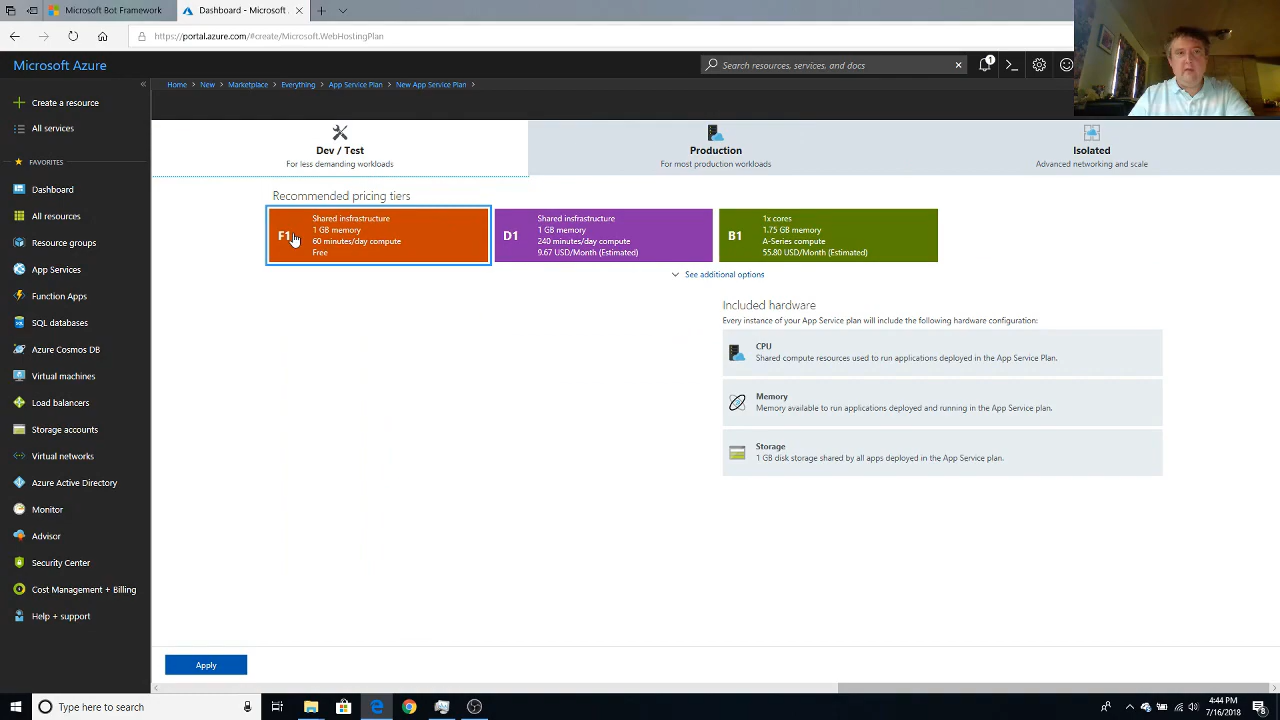 Microsoft Bot Framework
Dashboard - Microsoft
https://portal.azure.com/#create/Microsoft.WebHostingPlan
Microsoft Azure
Search resources, services, and docs
1
Home > New > Marketplace > Everything > App Service Plan > New App Service Plan >
Create a resource
All services
FAVORITES
Dashboard
All resources
Resource groups
App Services
Function Apps
SQL databases
Azure Cosmos DB
Virtual machines
Load balancers
Storage accounts
Virtual networks
Azure Active Directory
Monitor
Advisor
Security Center
Cost Management + Billing
Help + support
Dev / Test
For less demanding workloads
Production
For most production workloads
Isolated
Advanced networking and scale
Recommended pricing tiers
F1
Shared insfrastructure
1 GB memory
60 minutes/day compute
Free
D1
Shared insfrastructure
1 GB memory
240 minutes/day compute
9.67 USD/Month (Estimated)
B1
1x cores
1.75 GB memory
A-Series compute
55.80 USD/Month (Estimated)
See additional options
Included hardware
Every instance of your App Service plan will include the following hardware configuration:
CPU
Shared compute resources used to run applications deployed in the App Service Plan.
Memory
Memory available to run applications deployed and running in the App Service plan.
Storage
1 GB disk storage shared by all apps deployed in the App Service plan.
Apply
Type here to search
4:44 PM
7/16/2018
8